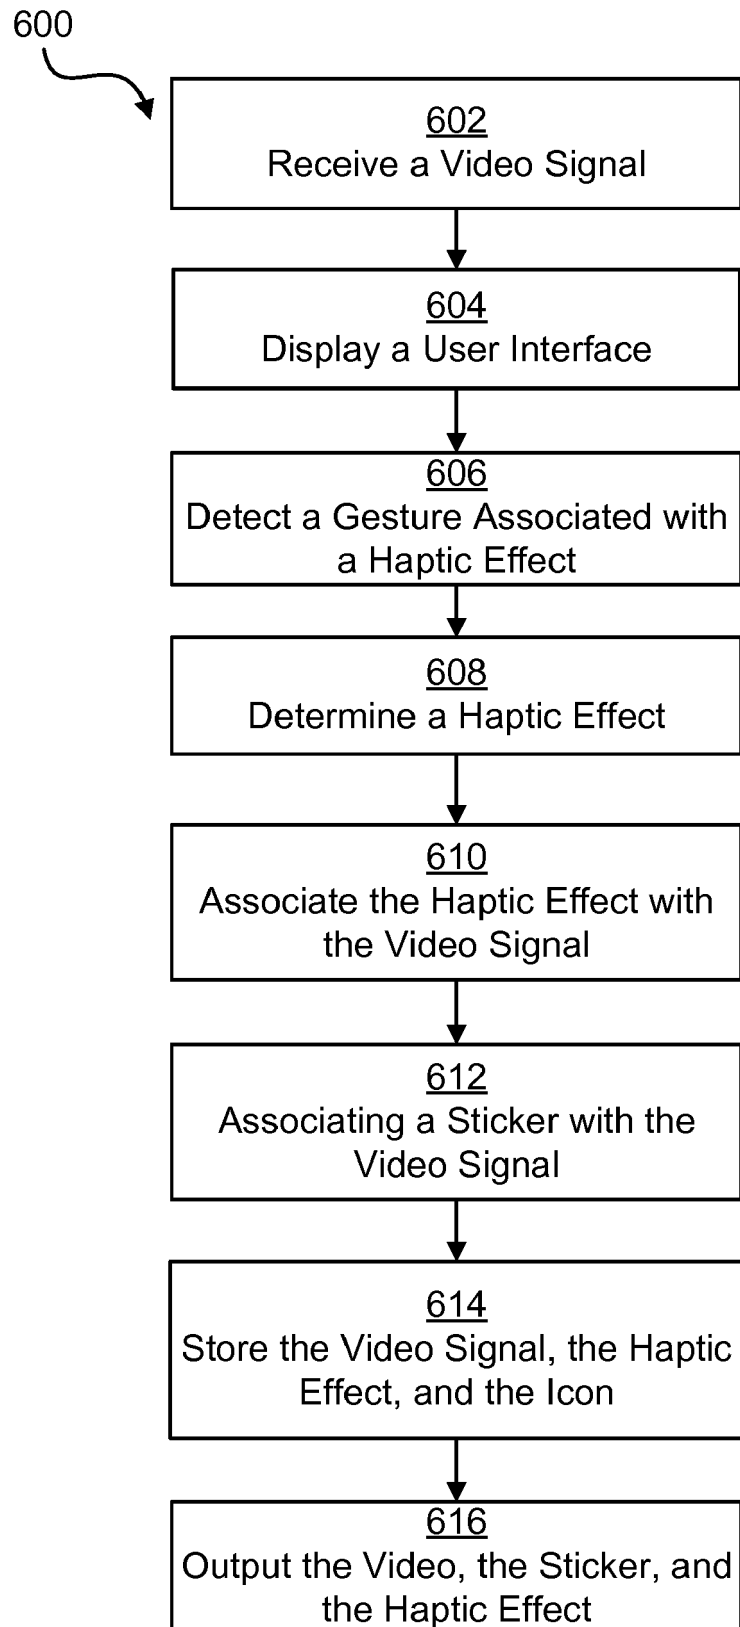 600
602
Receive a Video Signal
604
Display a User Interface
606
Detect a Gesture Associated with
a Haptic Effect
608
Determine a Haptic Effect
610
Associate the Haptic Effect with
the Video Signal
612
Associating a Sticker with the
Video Signal
614
Store the Video Signal, the Haptic
Effect, and the Icon
616
Output the Video, the Sticker, and
the Haptic Effect